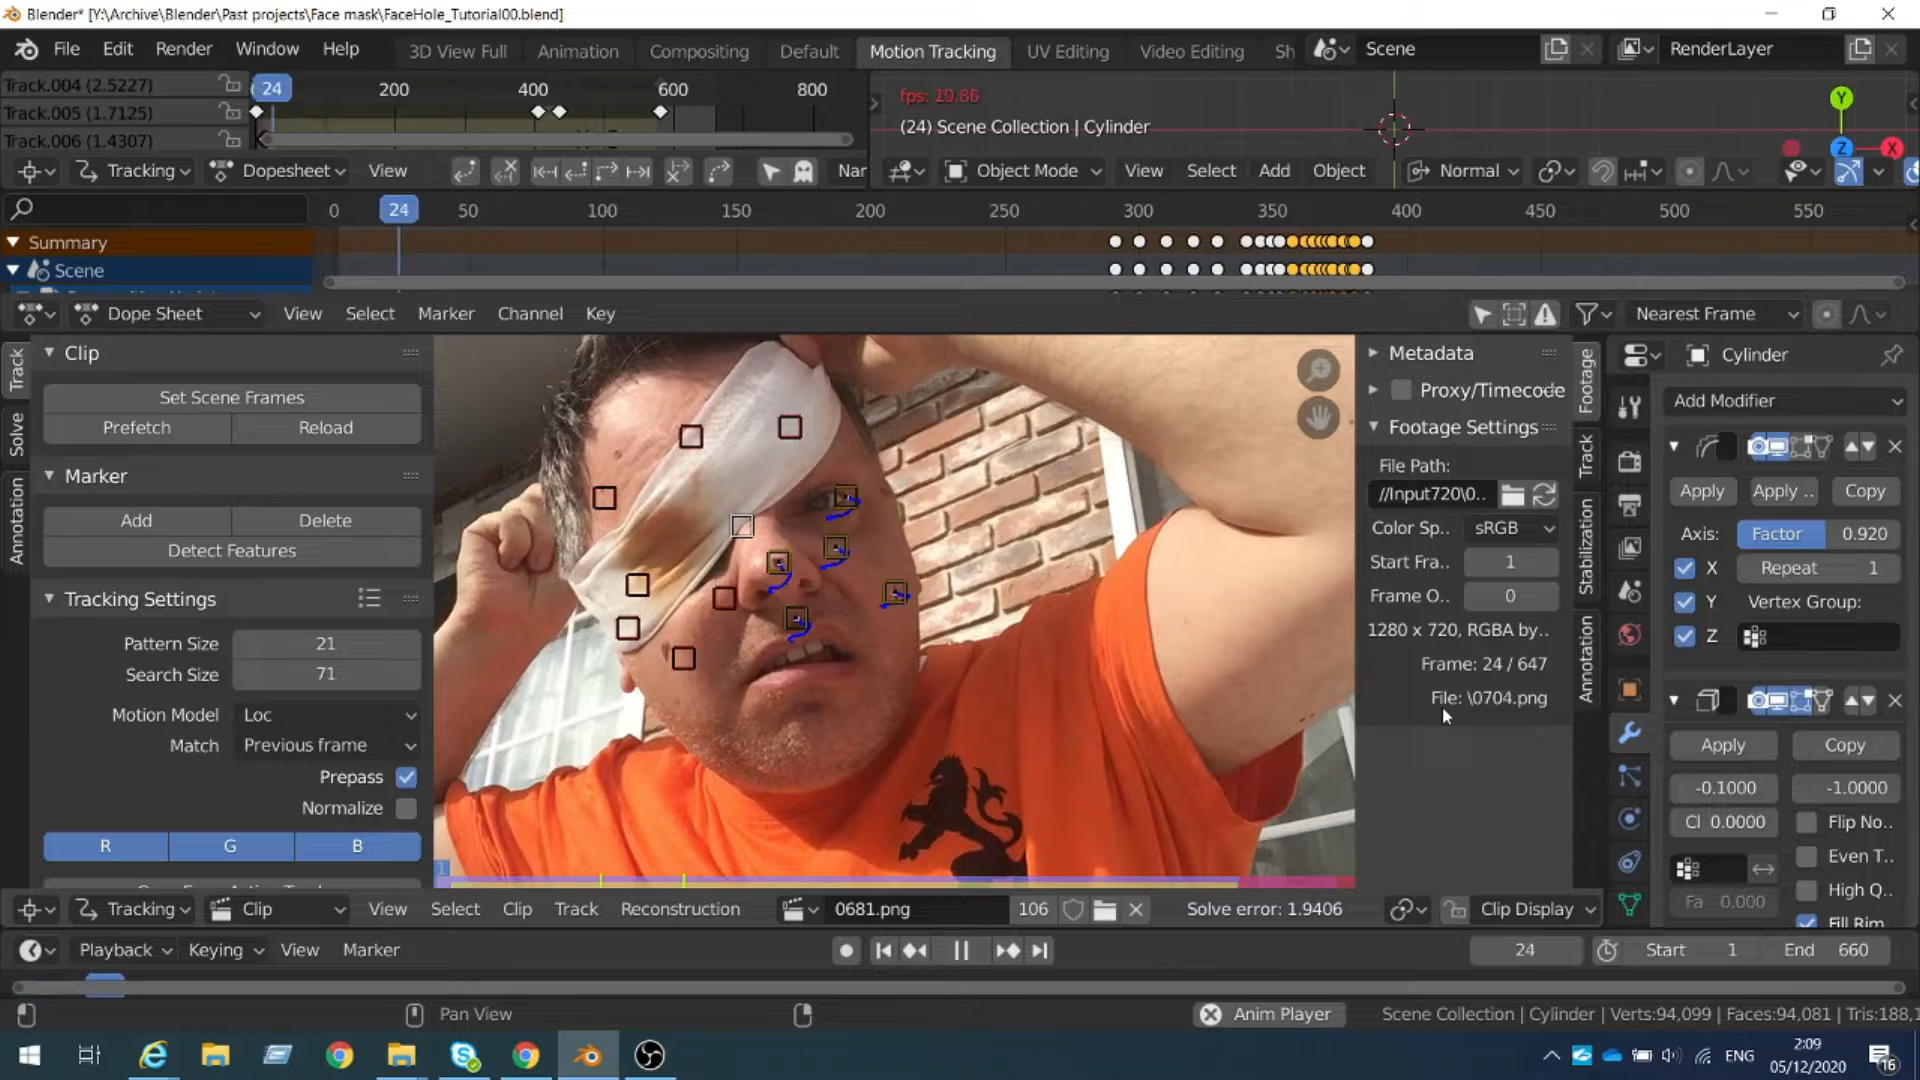 Blender* [Y:\Archive\Blender\Past projects\Face mask\FaceHole_Tutorial00.blend]
File Edit Render Window Help 3D View Full Animation Compositing Default Motion Tracking UV Editing Video Editing Sh Scene RenderLayer
Track.004 (2.5227) 24 200 400 600 800
Track.005 (1.7125)
Track.006 (1.4307)
fps: 19.86
(24) Scene Collection | Cylinder
Y
Z X
Tracking Dopesheet View Nar Object Mode View Select Add Object Normal
0 24 50 100 150 200 250 300 350 400 450 500 550
Summary
Scene
Dope Sheet View Select Marker Channel Key Nearest Frame
Track
Solve
Annotation
Clip
Set Scene Frames
Prefetch Reload
Marker
Add Delete
Detect Features
Tracking Settings
Pattern Size 21
Search Size 71
Motion Model Loc
Match Previous frame
Prepass
Normalize
R G B
1
Metadata
Proxy/Timecode
Footage Settings
File Path:
//Input720\0..
Color Sp.. sRGB
Start Fra.. 1
Frame O.. 0
1280 x 720, RGBA by..
Frame: 24 / 647
File: \0704.png
Footage
Track
Stabilization
Annotation
Cylinder
Add Modifier
Apply Apply .. Copy
Axis: Factor 0.920
X Repeat 1
Y Vertex Group:
Z
Apply Copy
-0.1000 -1.0000
Cl 0.0000 Flip No..
Even T..
High Q..
Fa 0.000 Fill Rim
Tracking Clip View Select Clip Track Reconstruction 0681.png 106 Solve error: 1.9406 Clip Display
Playback Keying View Marker 24 Start 1 End 660
Pan View Anim Player Scene Collection | Cylinder | Verts:94,099 | Faces:94,081 | Tris:188,1
ENG 2:09
05/12/2020 16